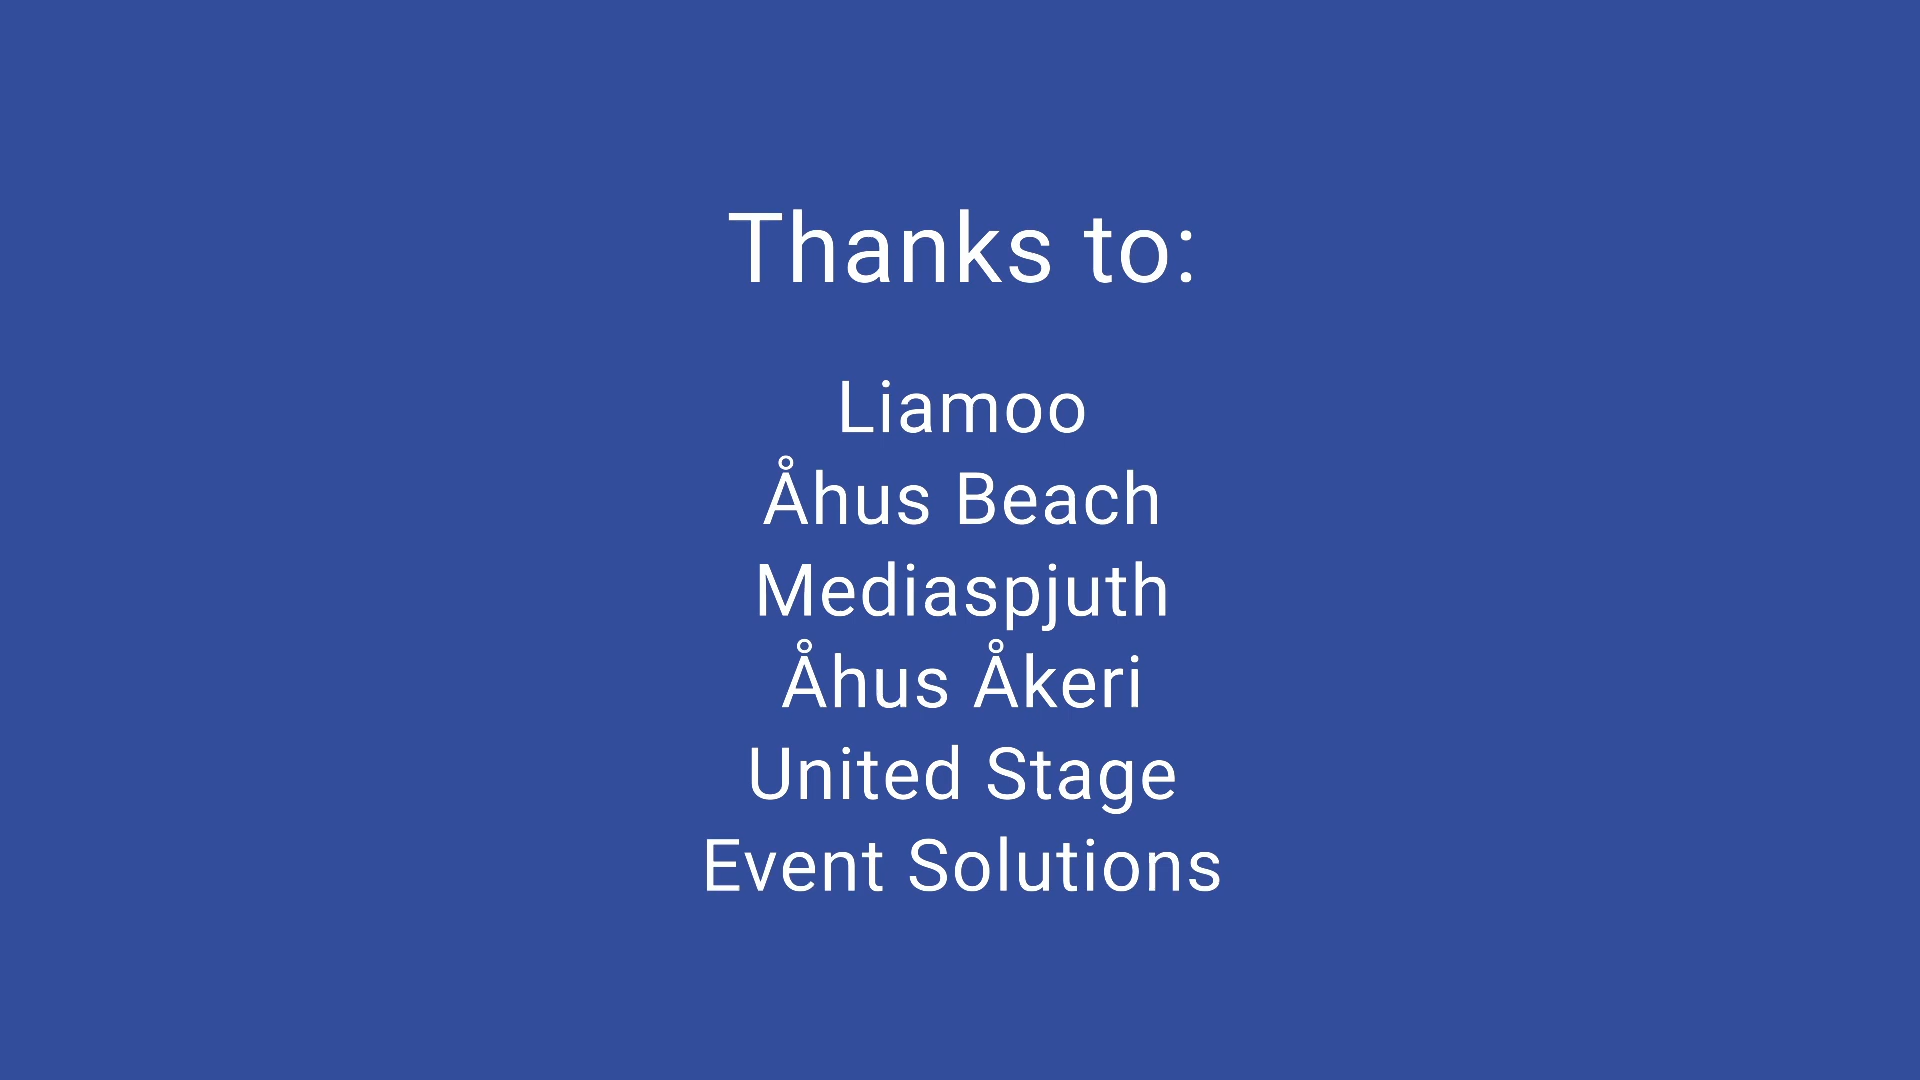 Thanks to:
Liamoo
Åhus Beach
Mediaspjuth
Åhus Åkeri
United Stage
Event Solutions